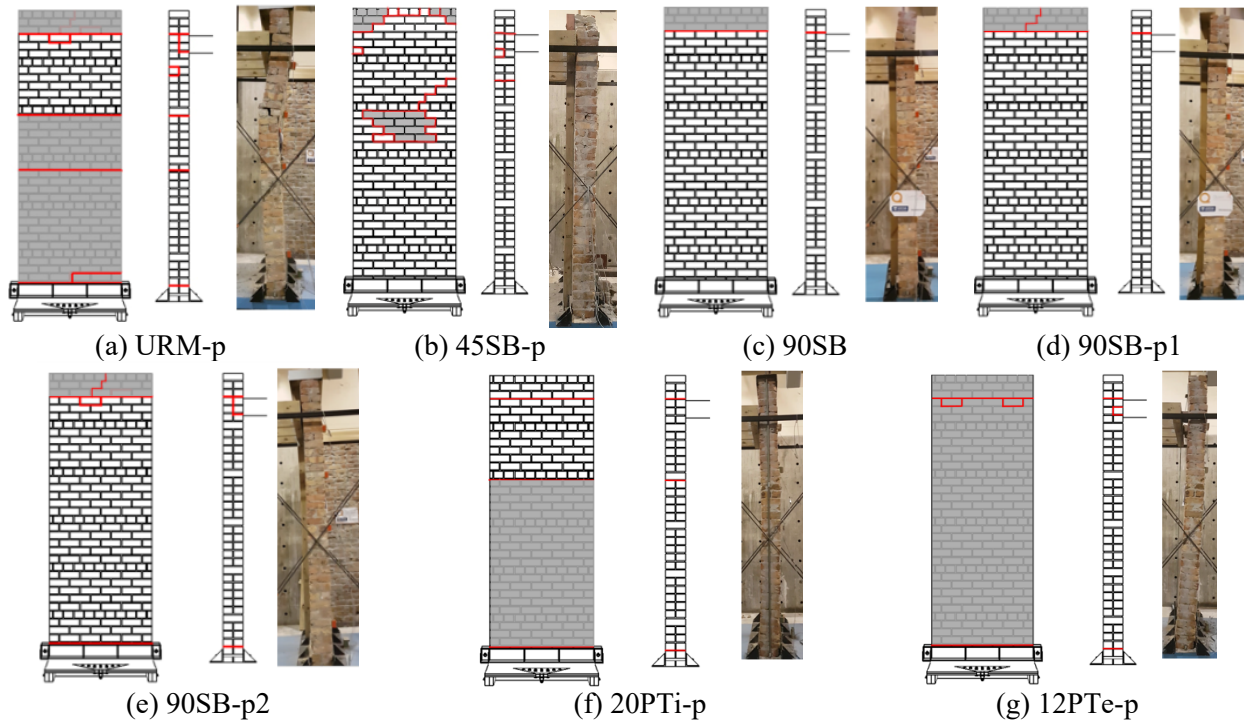 (a) URM-p
(b) 45SB-p
(c) 90SB
(d) 90SB-p1
(e) 90SB-p2
(f) 20PTi-p
(g) 12PTe-p